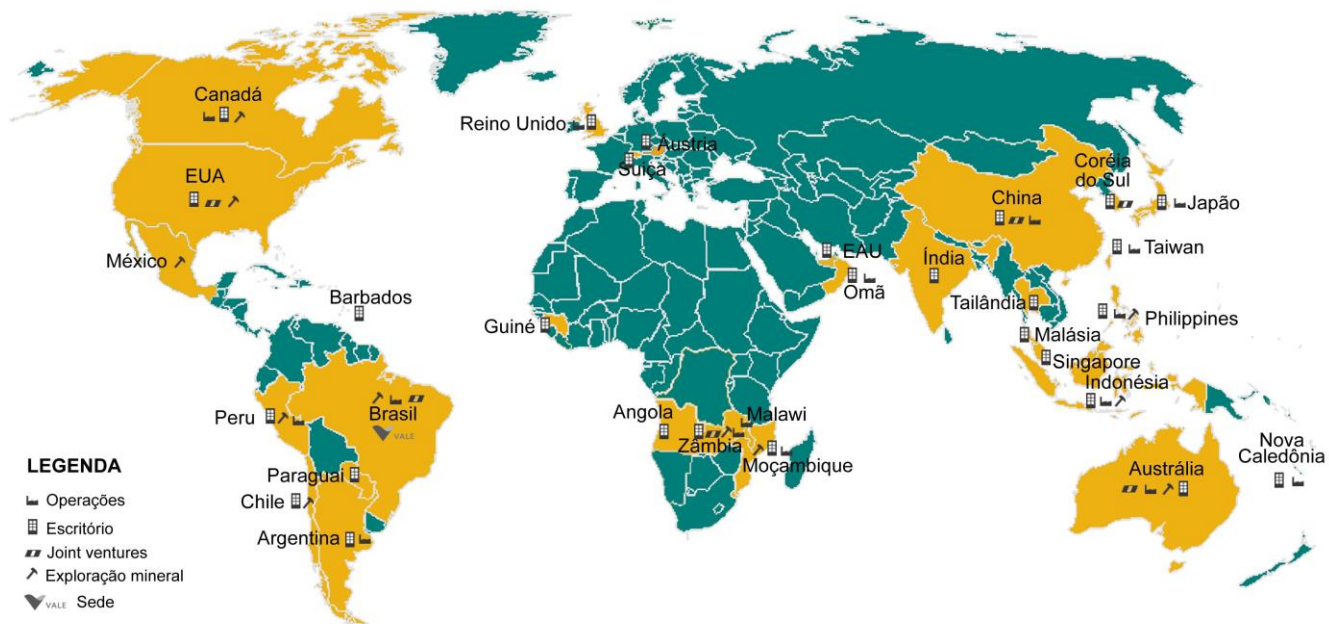 Canadá
EUA
México
Barbados
Peru
Brasil
VALE
Paraguai
Chile
Argentina
Reino Unido
Áustria
Suiça
EAU
Omã
Guiné
Angola
Zâmbia
Malawi
Moçambique
Índia
China
Coréia
do Sul
Japão
Taiwan
Tailândia
Philippines
Malásia
Singapore
Indonésia
Austrália
Nova
Caledônia
LEGENDA
Operações
Escritório
Joint ventures
Exploração mineral
VALE Sede